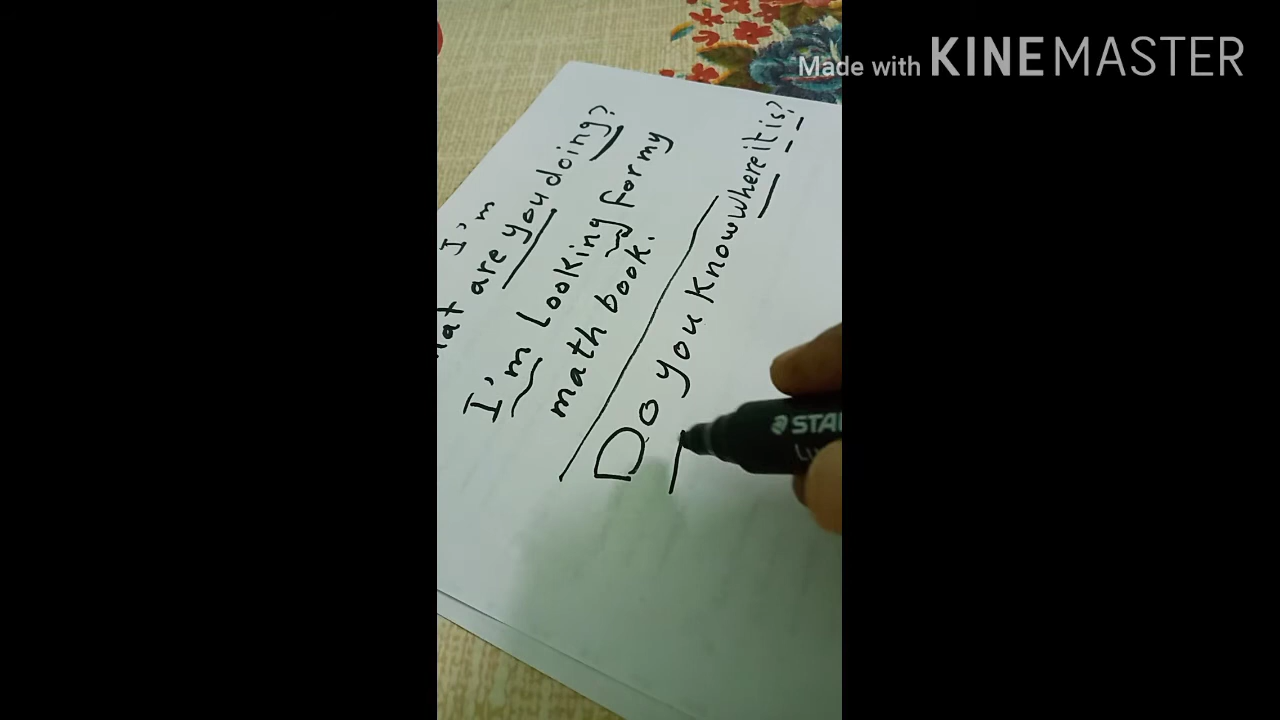 Made with KINEMASTER
I'm
are you doing?
I'm looking for my
math book.
Do you know where it is?
STA